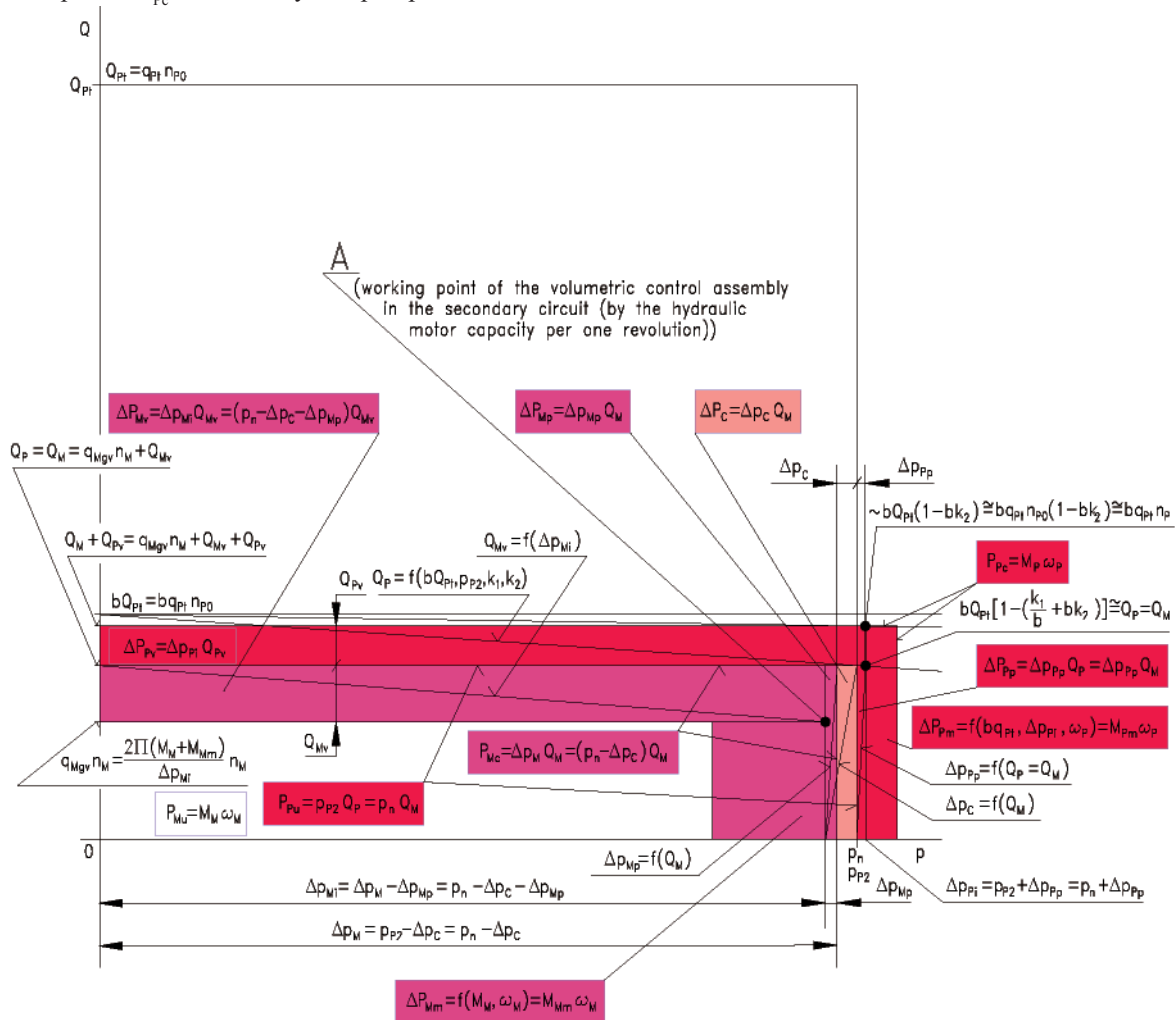 Q
Q_Pt = q_Pt n_P0
Q_Pt
A
(working point of the volumetric control assembly
in the secondary circuit (by the hydraulic
motor capacity per one revolution))
ΔP_Mv=Δp_Mi Q_Mv=(p_n-Δp_C-Δp_Mp)Q_Mv
ΔP_Mp=Δp_Mp Q_M
ΔP_C=Δp_C Q_M
Q_P = Q_M = q_Mgv n_M + Q_Mv
Δp_C
Δp_Pp
~bQ_Pt(1-bk_2)≅bq_Pt n_P0(1-bk_2)≅bq_Pt n_P
Q_M + Q_Pv = q_Mgv n_M + Q_Mv + Q_Pv
Q_Mv = f(Δp_Mi)
Q_Pv
Q_P = f(bQ_Pt, p_P2, k_1, k_2)
P_Pc=M_P ω_P
bQ_Pt = bq_Pt n_P0
bQ_Pt[1-(k_1/b + bk_2)]≅Q_P=Q_M
ΔP_Pv=Δp_Pi Q_Pv
ΔP_Pp=Δp_Pp Q_P=Δp_Pp Q_M
ΔP_Pm=f(bq_Pt, Δp_Pi, ω_P)=M_Pm ω_P
Q_Mv
P_Mc=Δp_M Q_M=(p_n-Δp_C)Q_M
q_Mgv n_M = 2Π(M_M+M_Mm)/Δp_Mi n_M
Δp_Pp=f(Q_P=Q_M)
P_Mu=M_M ω_M
P_Pu=p_P2 Q_P=p_n Q_M
Δp_C=f(Q_M)
0
Δp_Mp=f(Q_M)
p_n
p
p_P2
Δp_Mi=Δp_M-Δp_Mp = p_n-Δp_C-Δp_Mp
Δp_Mp
Δp_Pi=p_P2+Δp_Pp=p_n+Δp_Pp
Δp_M = p_P2-Δp_C = p_n-Δp_C
ΔP_Mm=f(M_M, ω_M)=M_Mm ω_M